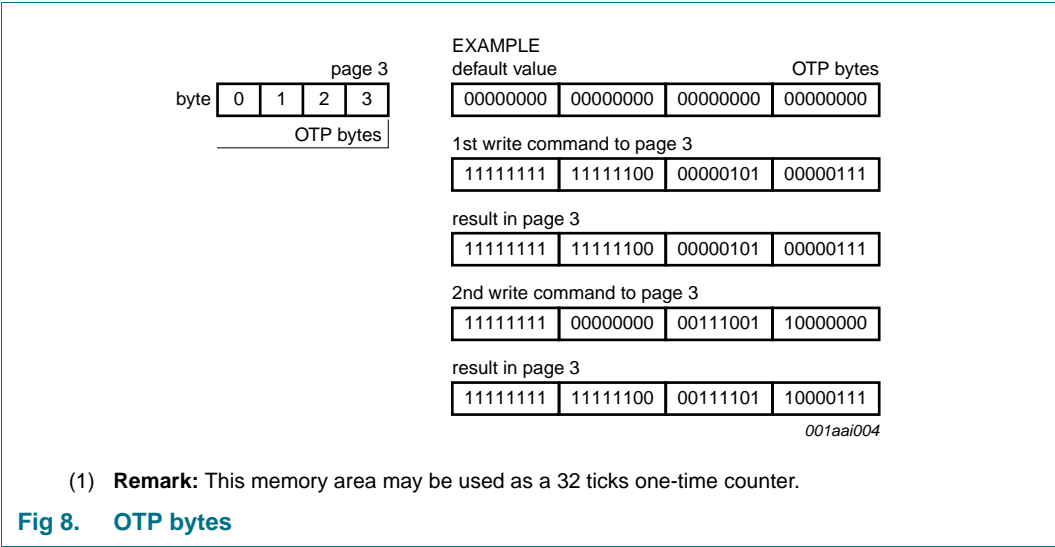 page 3
byte 0 1 2 3
OTP bytes
EXAMPLE
default value OTP bytes
00000000 00000000 00000000 00000000
1st write command to page 3
11111111 11111100 00000101 00000111
result in page 3
11111111 11111100 00000101 00000111
2nd write command to page 3
11111111 00000000 00111001 10000000
result in page 3
11111111 11111100 00111101 10000111
001aai004
(1) Remark: This memory area may be used as a 32 ticks one-time counter.
Fig 8. OTP bytes